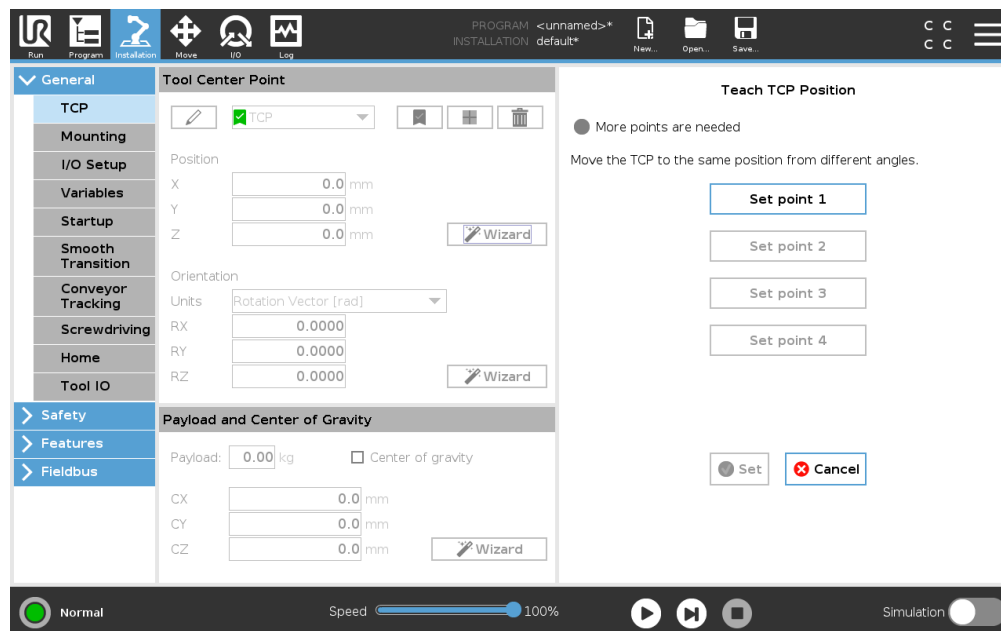 UR
Run
Program
Installation
Move
I/O
Log
PROGRAM <unnamed>*
INSTALLATION default*
New...
Open...
Save...
C C
C C
General
TCP
Mounting
I/O Setup
Variables
Startup
Smooth
Transition
Conveyor
Tracking
Screwdriving
Home
Tool IO
Safety
Features
Fieldbus
Tool Center Point
TCP
Position
X 0.0 mm
Y 0.0 mm
Z 0.0 mm
Wizard
Orientation
Units Rotation Vector [rad]
RX 0.0000
RY 0.0000
RZ 0.0000
Wizard
Payload and Center of Gravity
Payload: 0.00 kg Center of gravity
CX 0.0 mm
CY 0.0 mm
CZ 0.0 mm
Wizard
Teach TCP Position
More points are needed
Move the TCP to the same position from different angles.
Set point 1
Set point 2
Set point 3
Set point 4
Set Cancel
Normal
Speed 100%
Simulation